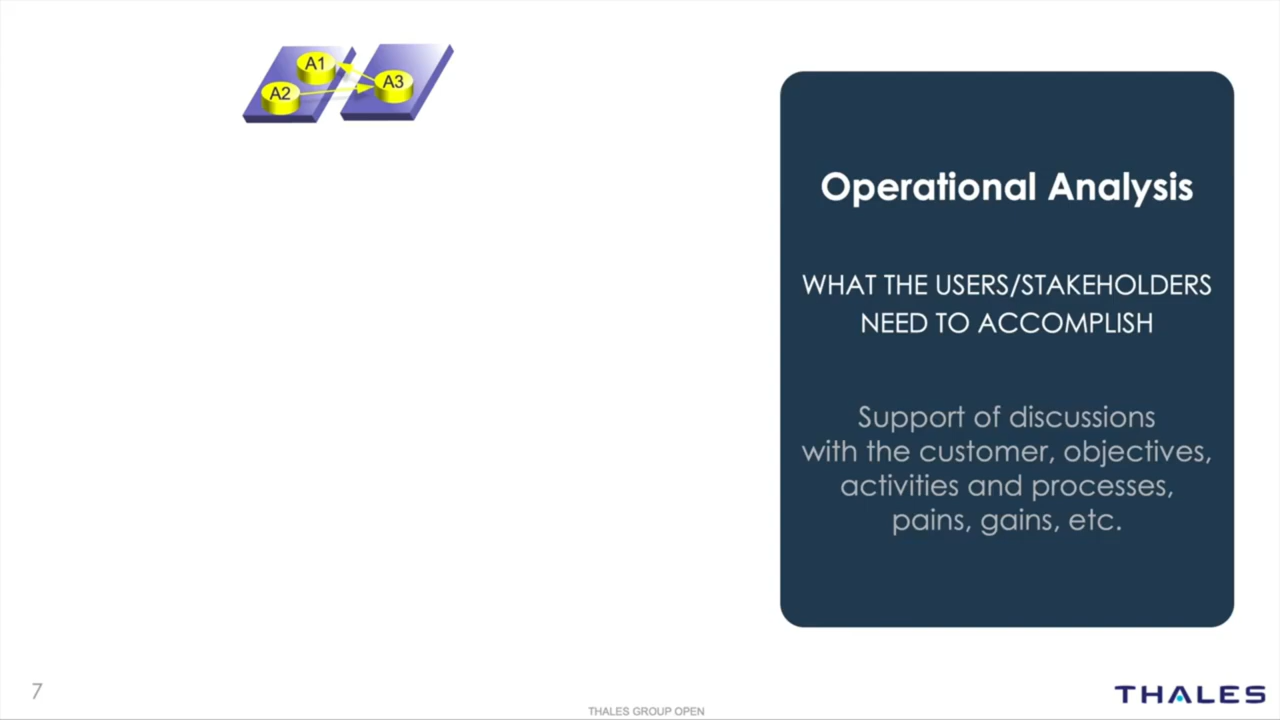 A1
A2
A3
Operational Analysis
WHAT THE USERS/STAKEHOLDERS
NEED TO ACCOMPLISH
Support of discussions
with the customer, objectives,
activities and processes,
pains, gains, etc.
7
THALES GROUP OPEN
THALES